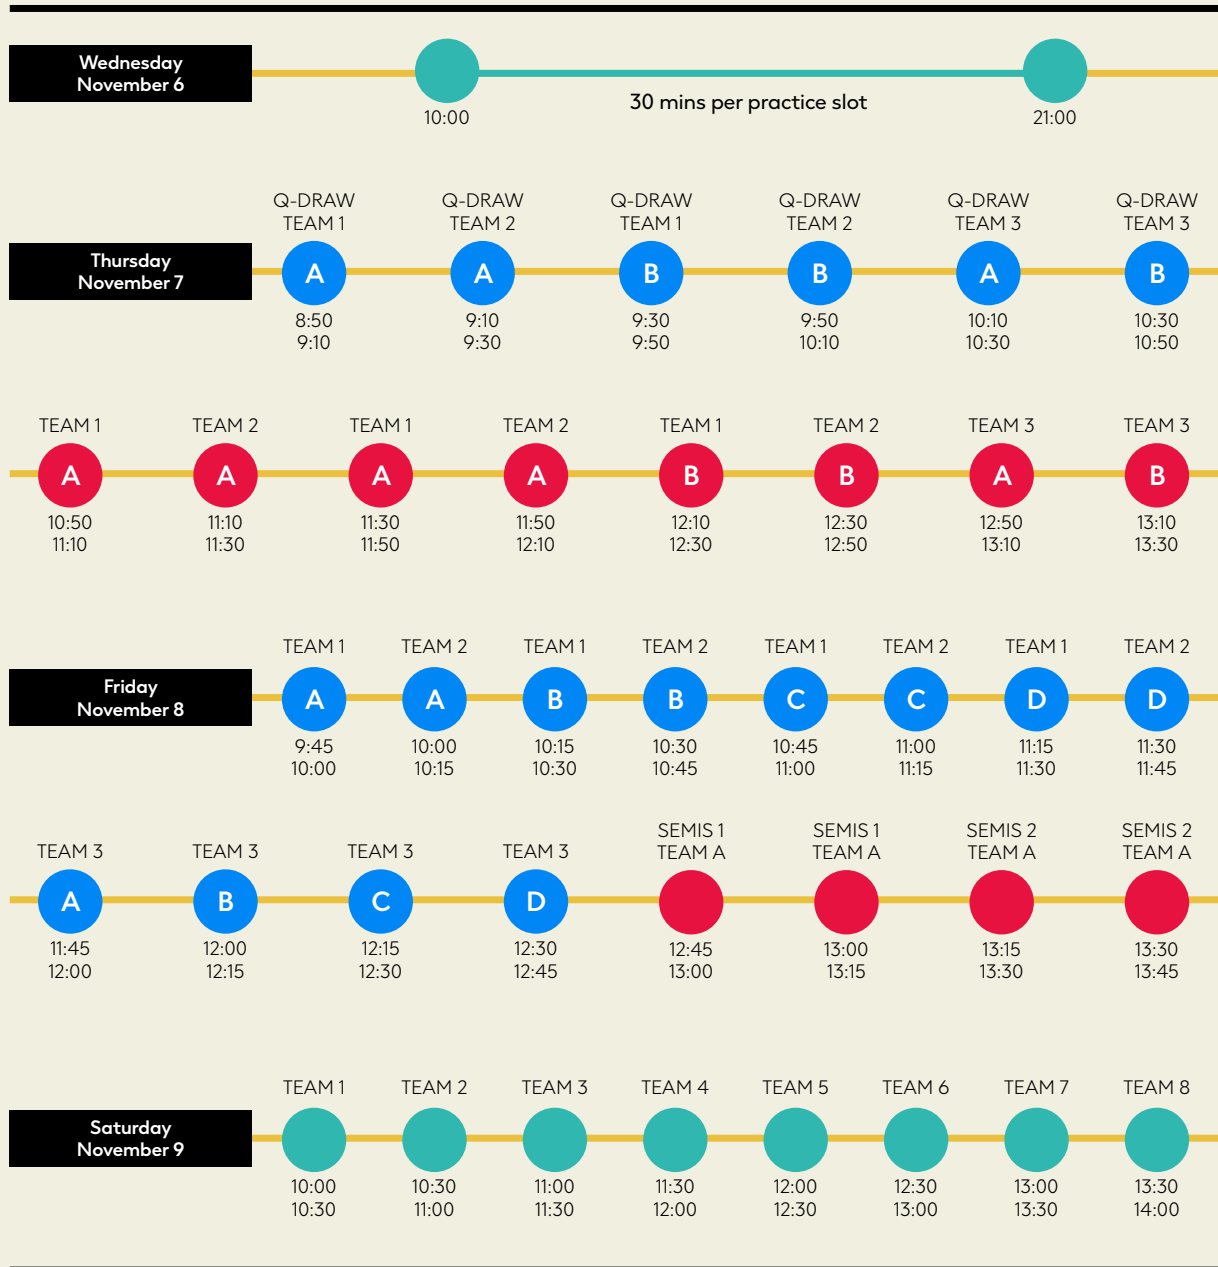 Wednesday
November 6
30 mins per practice slot
10:00 21:00
Q-DRAW Q-DRAW Q-DRAW Q-DRAW Q-DRAW Q-DRAW
TEAM 1 TEAM 2 TEAM 1 TEAM 2 TEAM 3 TEAM 3
Thursday
November 7
A A B B A B
8:50 9:10 9:30 9:50 10:10 10:30
9:10 9:30 9:50 10:10 10:30 10:50
TEAM 1 TEAM 2 TEAM 1 TEAM 2 TEAM 1 TEAM 2 TEAM 3 TEAM 3
A A A A B B A B
10:50 11:10 11:30 11:50 12:10 12:30 12:50 13:10
11:10 11:30 11:50 12:10 12:30 12:50 13:10 13:30
TEAM 1 TEAM 2 TEAM 1 TEAM 2 TEAM 1 TEAM 2 TEAM 1 TEAM 2
Friday
November 8
A A B B C C D D
9:45 10:00 10:15 10:30 10:45 11:00 11:15 11:30
10:00 10:15 10:30 10:45 11:00 11:15 11:30 11:45
SEMIS 1 SEMIS 1 SEMIS 2 SEMIS 2
TEAM 3 TEAM 3 TEAM 3 TEAM 3 TEAM A TEAM A TEAM A TEAM A
A B C D
11:45 12:00 12:15 12:30 12:45 13:00 13:15 13:30
12:00 12:15 12:30 12:45 13:00 13:15 13:30 13:45
TEAM 1 TEAM 2 TEAM 3 TEAM 4 TEAM 5 TEAM 6 TEAM 7 TEAM 8
Saturday
November 9
10:00 10:30 11:00 11:30 12:00 12:30 13:00 13:30
10:30 11:00 11:30 12:00 12:30 13:00 13:30 14:00